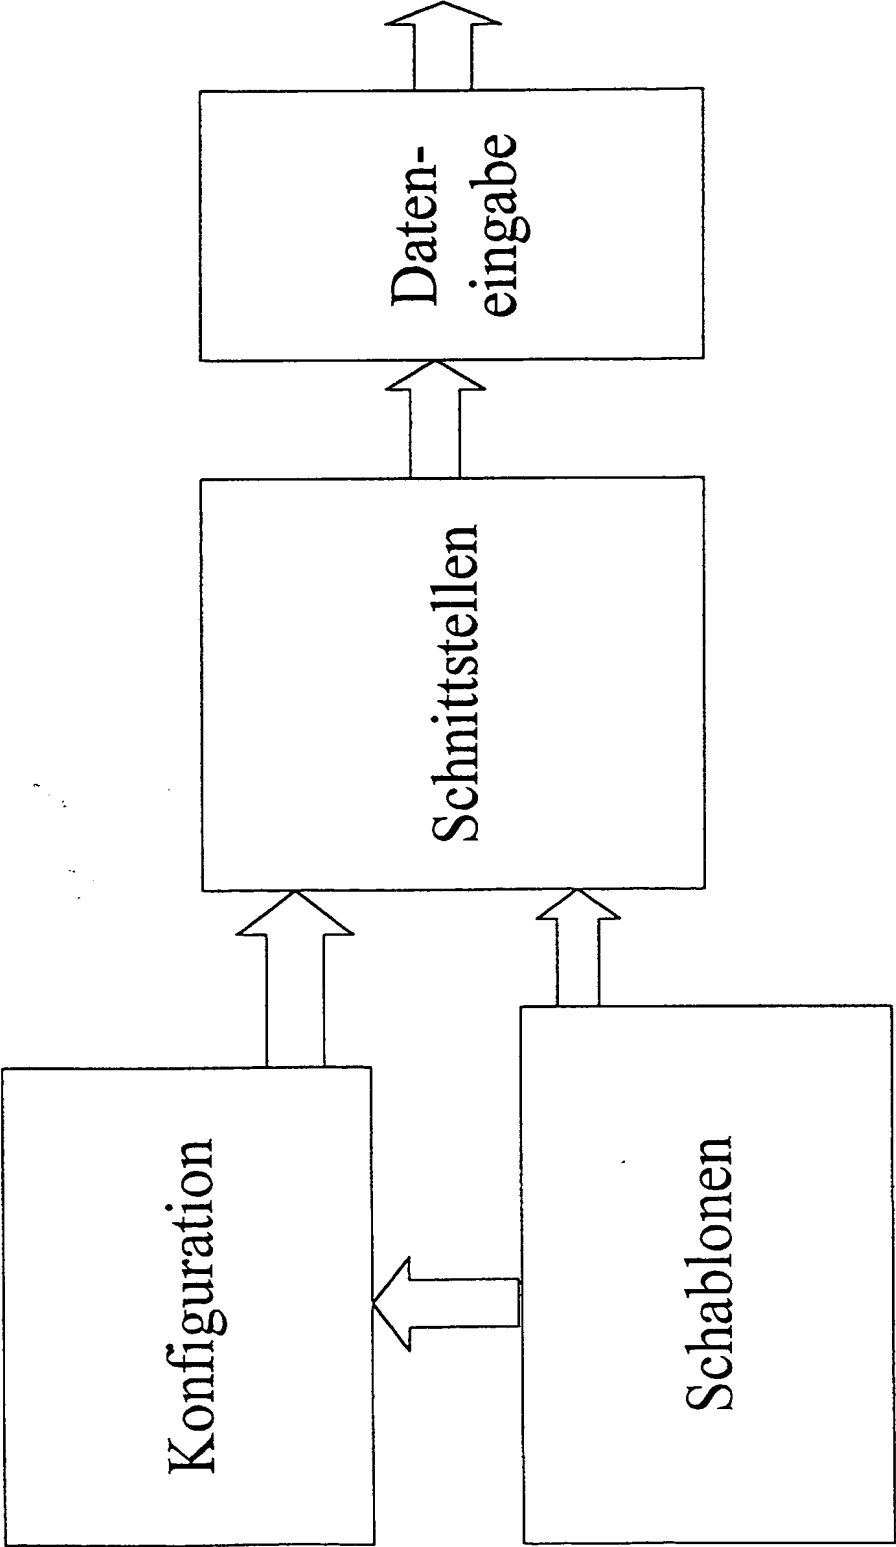 Konfiguration
Schablonen
Schnittstellen
Daten-
eingabe